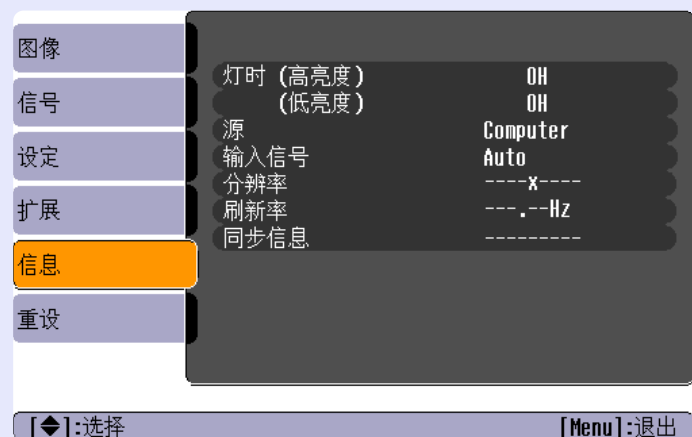 图像
信号
设定
扩展
信息
重设
灯时 (高亮度) 0H
(低亮度) 0H
源 Computer
输入信号 Auto
分辨率 ----x----
刷新率 ---.--Hz
同步信息 ---------
[◆]:选择 [Menu]:退出